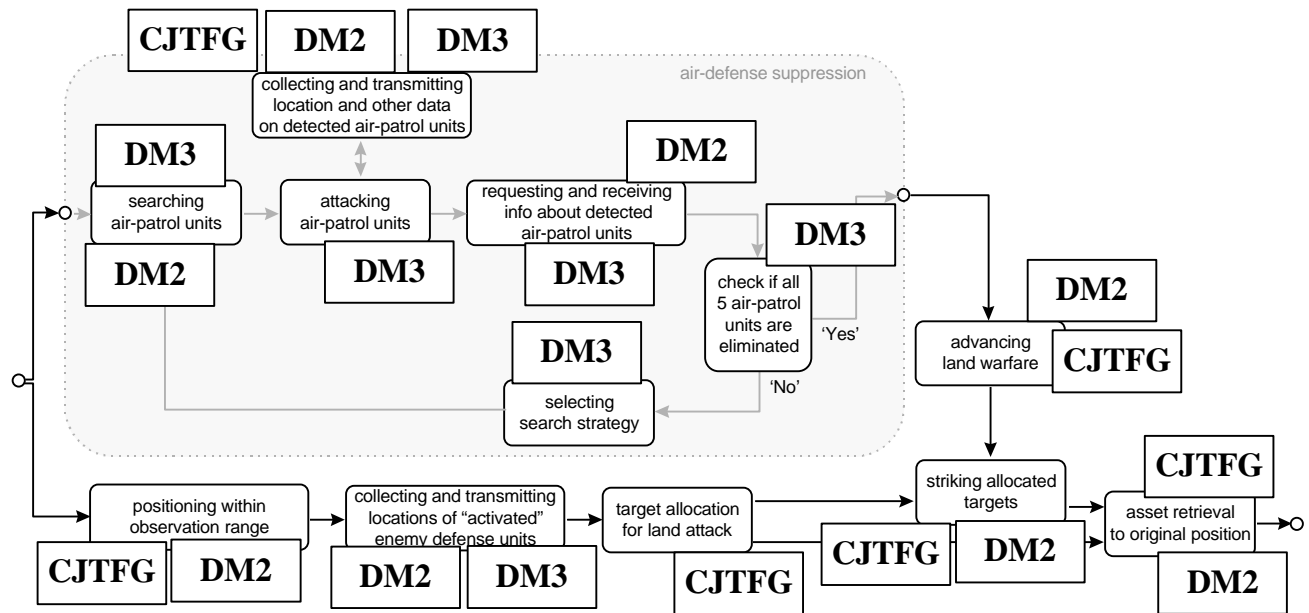 CJTFG
DM2
DM3
air-defense suppression
collecting and transmitting
location and other data
on detected air-patrol units
DM3
DM2
searching
air-patrol units
attacking
air-patrol units
requesting and receiving
info about detected
air-patrol units
DM3
DM2
DM3
DM3
check if all
5 air-patrol
units are
eliminated
‘Yes’
‘No’
DM2
advancing
land warfare
CJTFG
DM3
selecting
search strategy
positioning within
observation range
collecting and transmitting
locations of “activated”
enemy defense units
target allocation
for land attack
striking allocated
targets
CJTFG
asset retrieval
to original position
CJTFG
DM2
DM2
DM3
CJTFG
CJTFG
DM2
DM2